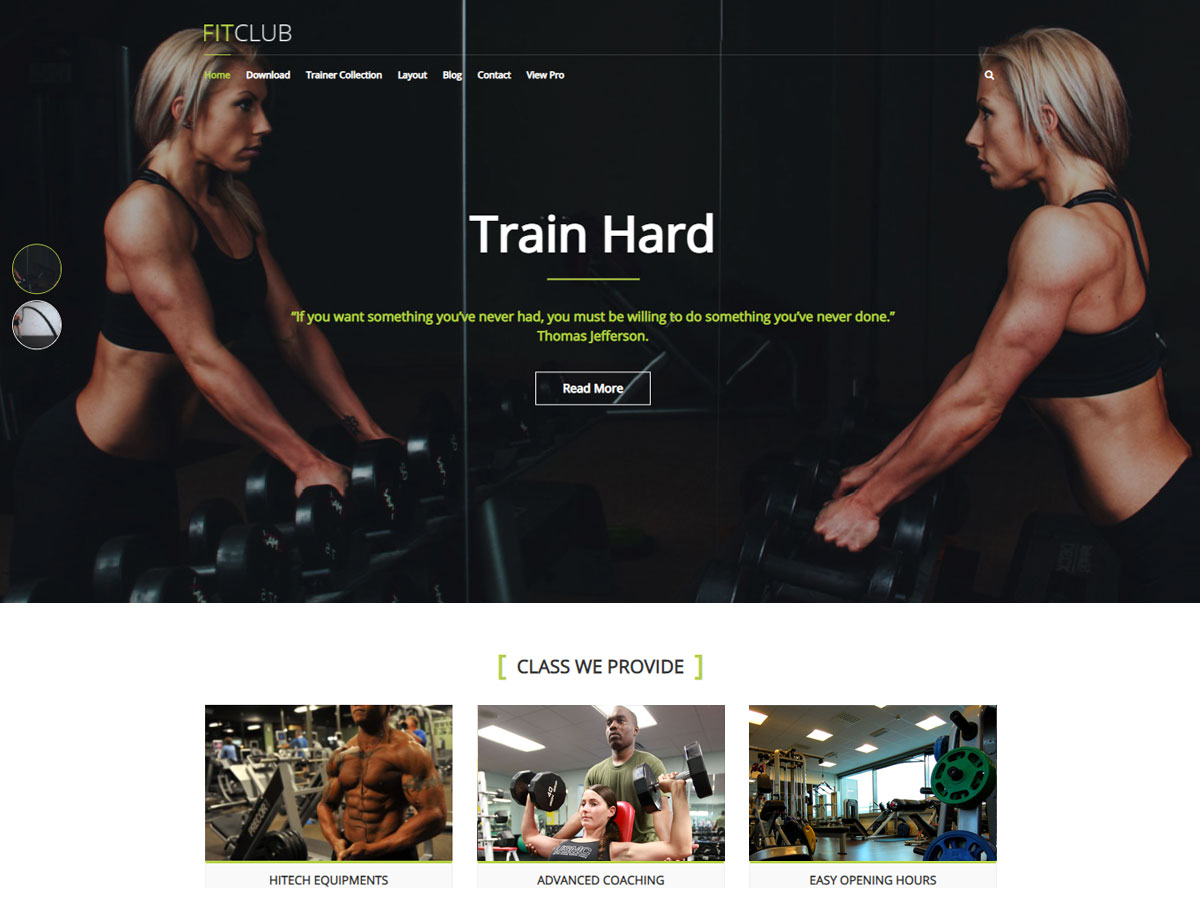 FITCLUB
Home Download Trainer Collection Layout Blog Contact View Pro
Train Hard
“If you want something you’ve never had, you must be willing to do something you’ve never done.”
Thomas Jefferson.
Read More
[ CLASS WE PROVIDE ]
40
USMC
HITECH EQUIPMENTS
ADVANCED COACHING
EASY OPENING HOURS